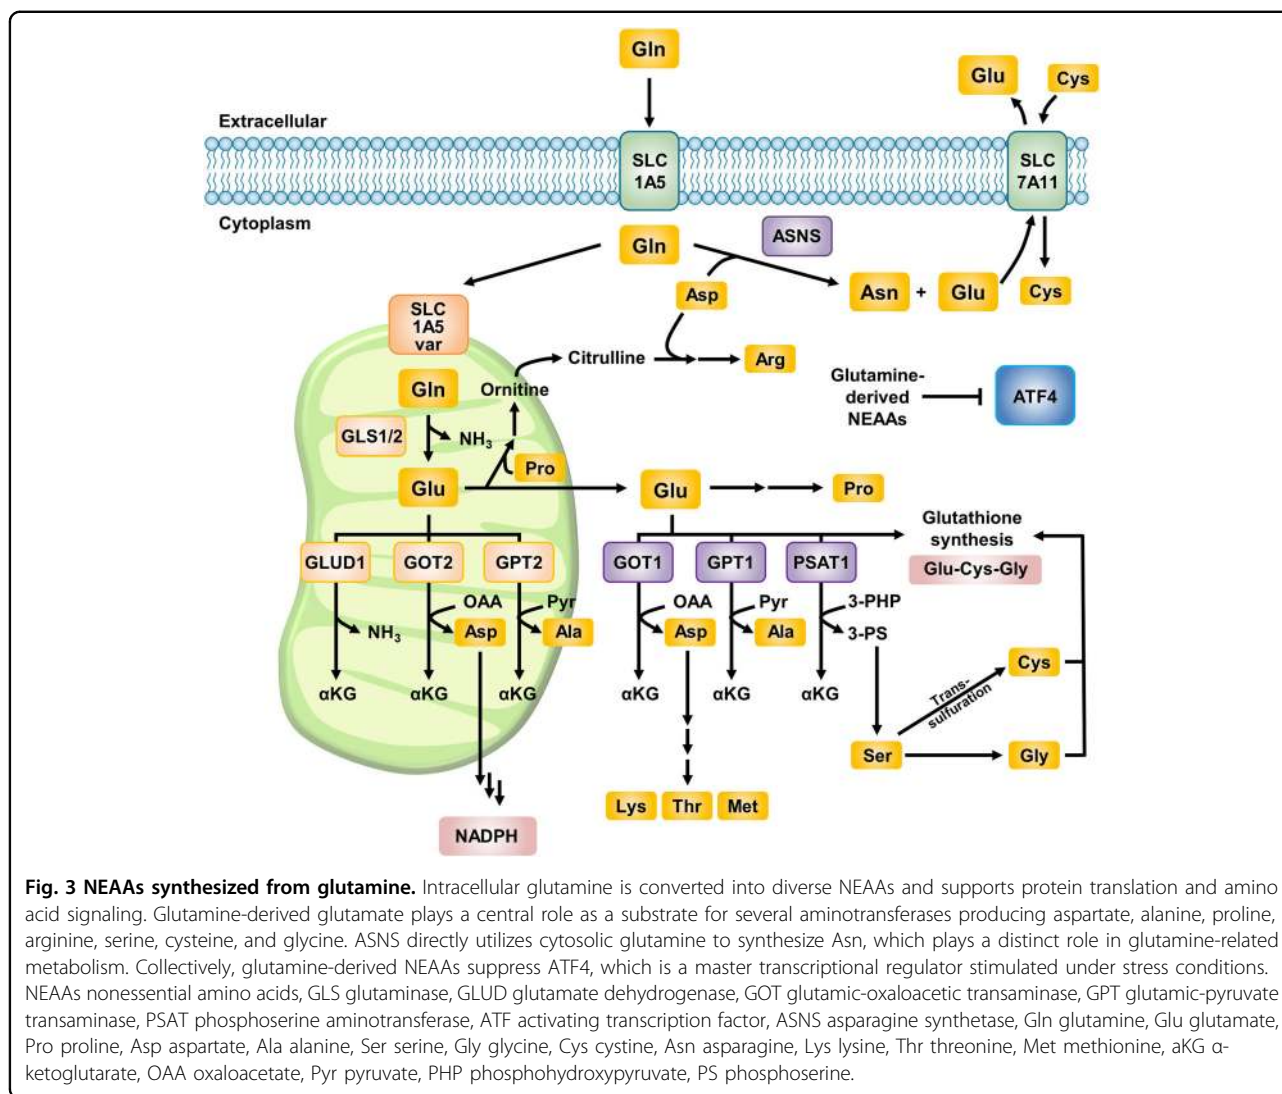 Gln
Glu
Cys
Extracellular
SLC
1A5
SLC
7A11
Cytoplasm
Gln
ASNS
Asp
Asn + Glu
Cys
SLC
1A5
var
Citrulline
Arg
Gln
Ornitine
Glutamine-
derived
NEAAs
ATF4
GLS1/2
NH3
Pro
Glu
Glu
Pro
Glutathione
synthesis
Glu-Cys-Gly
GLUD1
GOT2
GPT2
GOT1
GPT1
PSAT1
OAA
Pyr
OAA
Pyr
3-PHP
NH3
Asp
Ala
Asp
Ala
3-PS
αKG
αKG
αKG
αKG
αKG
αKG
Cys
Trans-
sulfuration
Ser
Gly
Lys
Thr
Met
NADPH
Fig. 3 NEAAs synthesized from glutamine. Intracellular glutamine is converted into diverse NEAAs and supports protein translation and amino
acid signaling. Glutamine-derived glutamate plays a central role as a substrate for several aminotransferases producing aspartate, alanine, proline,
arginine, serine, cysteine, and glycine. ASNS directly utilizes cytosolic glutamine to synthesize Asn, which plays a distinct role in glutamine-related
metabolism. Collectively, glutamine-derived NEAAs suppress ATF4, which is a master transcriptional regulator stimulated under stress conditions.
NEAAs nonessential amino acids, GLS glutaminase, GLUD glutamate dehydrogenase, GOT glutamic-oxaloacetic transaminase, GPT glutamic-pyruvate
transaminase, PSAT phosphoserine aminotransferase, ATF activating transcription factor, ASNS asparagine synthetase, Gln glutamine, Glu glutamate,
Pro proline, Asp aspartate, Ala alanine, Ser serine, Gly glycine, Cys cystine, Asn asparagine, Lys lysine, Thr threonine, Met methionine, aKG α-
ketoglutarate, OAA oxaloacetate, Pyr pyruvate, PHP phosphohydroxypyruvate, PS phosphoserine.